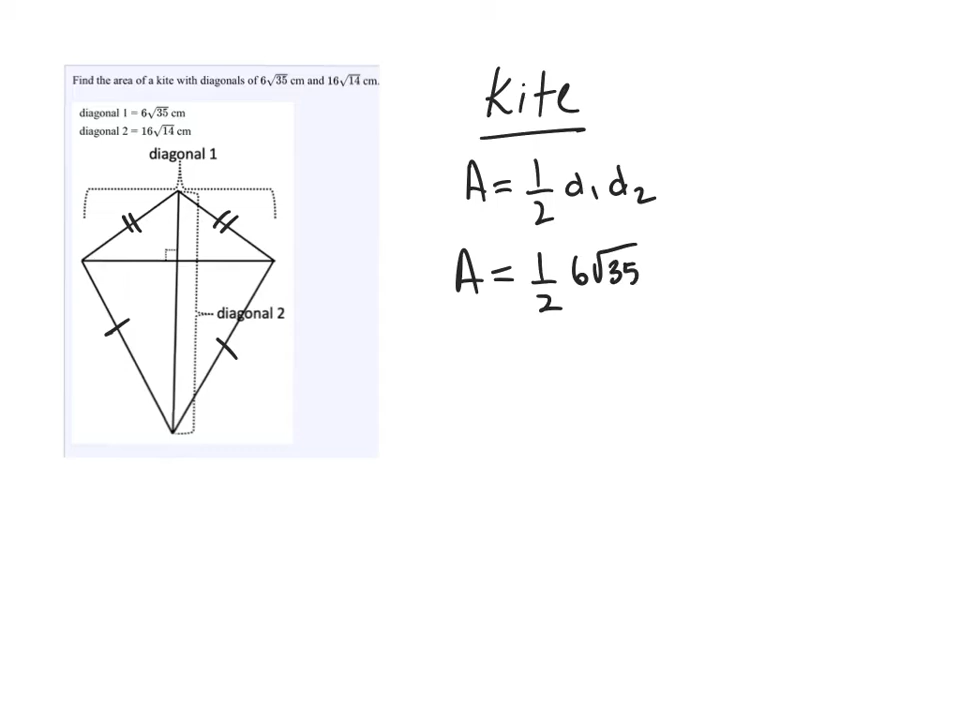 Find the area of a kite with diagonals of 6√35 cm and 16√14 cm.
diagonal 1 = 6√35 cm
diagonal 2 = 16√14 cm
diagonal 1
diagonal 2
Kite
A = 1/2 d₁ d₂
A = 1/2 6√35